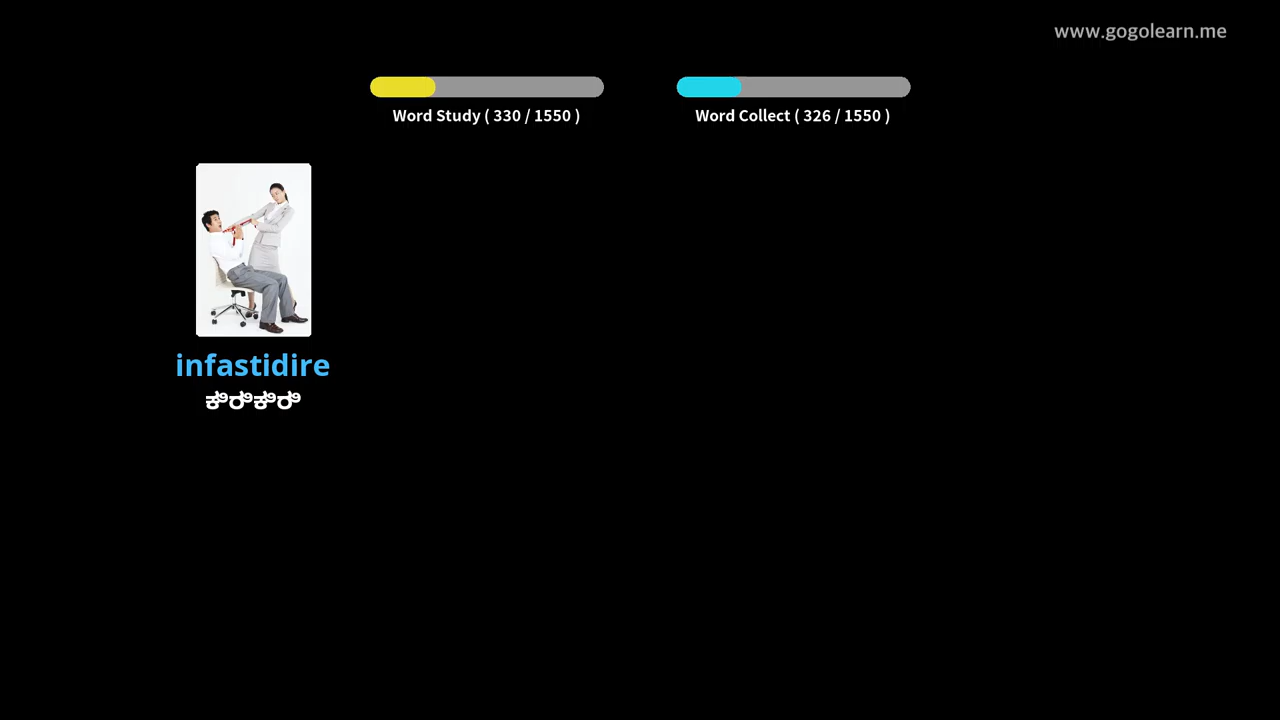 www.gogolearn.me
Word Study ( 330 / 1550 )
Word Collect ( 326 / 1550 )
infastidire
ಕಿರಿಕಿರಿ